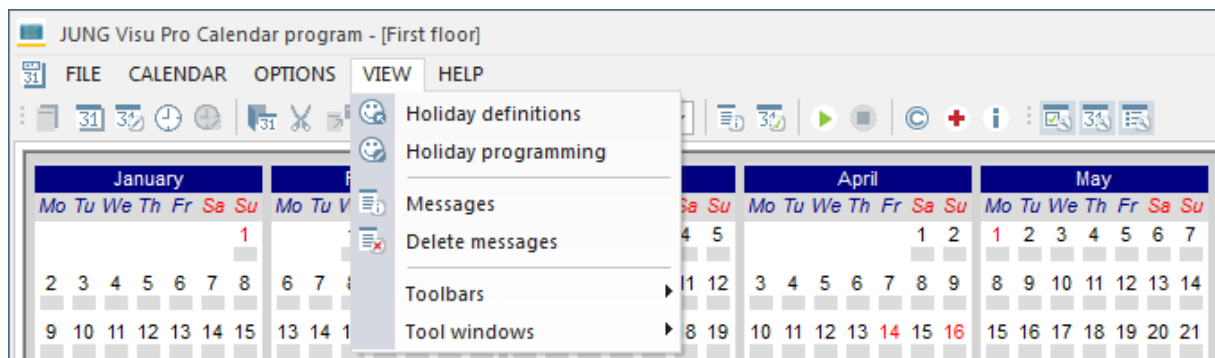 JUNG Visu Pro Calendar program - [First floor]
FILE CALENDAR OPTIONS VIEW HELP
31 31 31 31 31
Holiday definitions
Holiday programming
Messages
Delete messages
Toolbars
Tool windows
January April May
Mo Tu We Th Fr Sa Su Mo Tu Sa Su Mo Tu We Th Fr Sa Su Mo Tu We Th Fr Sa Su
1 4 5 1 2 1 2 3 4 5 6 7
2 3 4 5 6 7 8 6 7 11 12 3 4 5 6 7 8 9 8 9 10 11 12 13 14
9 10 11 12 13 14 15 13 14 18 19 10 11 12 13 14 15 16 15 16 17 18 19 20 21